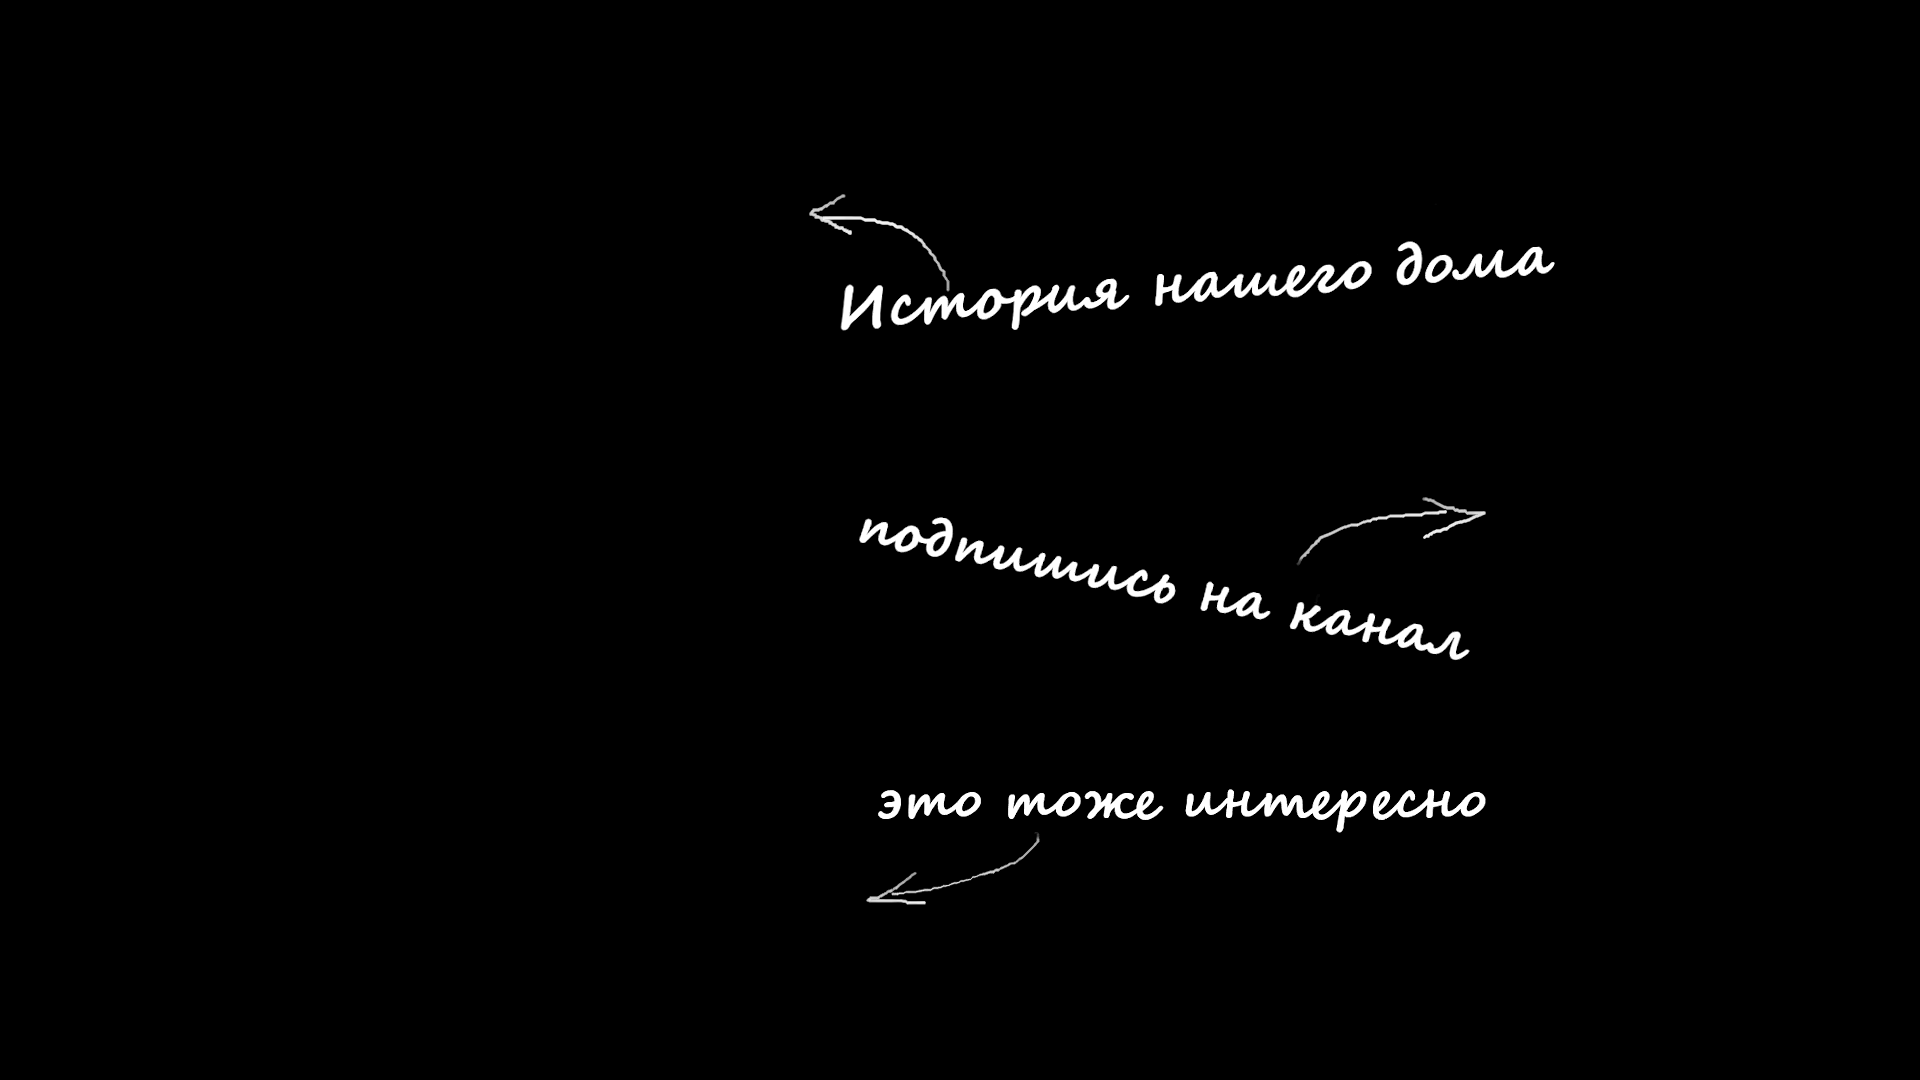 История нашего дома
подпишись на канал
это тоже интересно